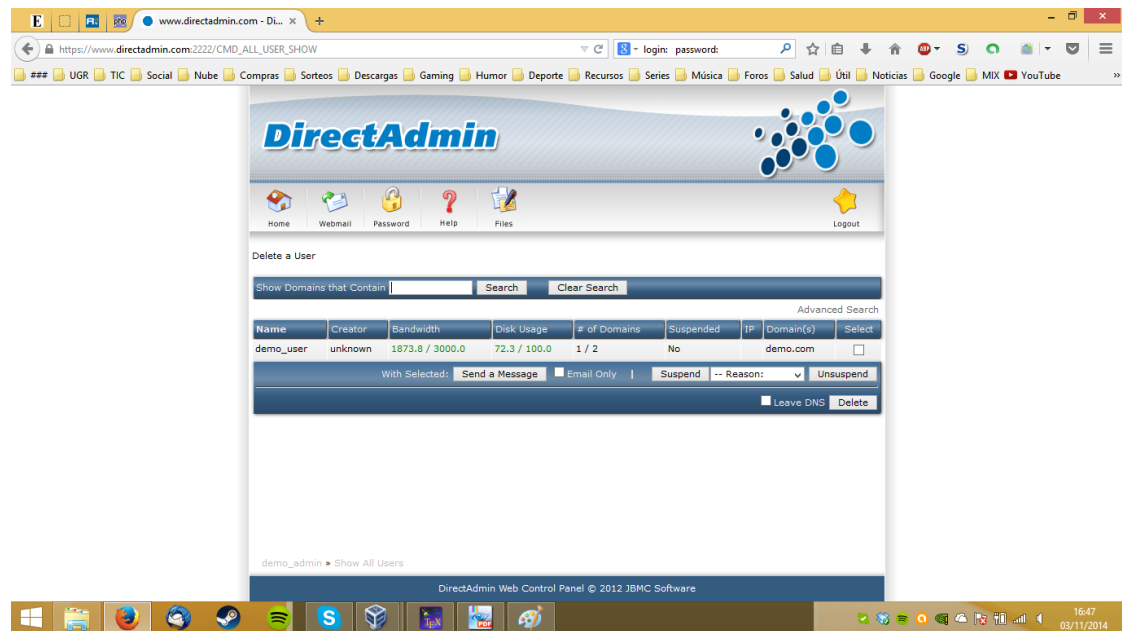 E
php
www.directadmin.com - Di... × +
https://www.directadmin.com:2222/CMD_ALL_USER_SHOW
8 login: password:
ABP
S)
### UGR TIC Social Nube Compras Sorteos Descargas Gaming Humor Deporte Recursos Series Música Foros Salud Útil Noticias Google MIX YouTube »
DirectAdmin
Home Webmail Password Help Files Logout
Delete a User
Show Domains that Contain Search Clear Search
Advanced Search
Name Creator Bandwidth Disk Usage # of Domains Suspended IP Domain(s) Select
demo_user unknown 1873.8 / 3000.0 72.3 / 100.0 1 / 2 No demo.com
With Selected: Send a Message Email Only | Suspend -- Reason: Unsuspend
Leave DNS Delete
demo_admin » Show All Users
DirectAdmin Web Control Panel © 2012 JBMC Software
S
TEX
PDF
16:47
03/11/2014